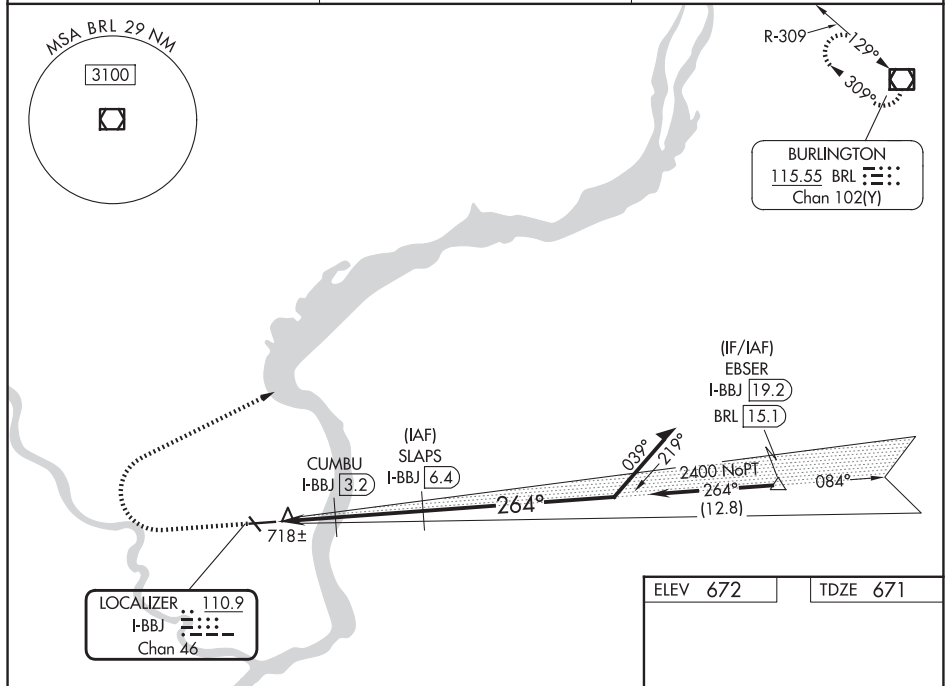 MSA BRL 29 NM
3100
R-309
129°
309°
BURLINGTON
115.55 BRL
Chan 102(Y)
(IF/IAF)
EBSER
I-BBJ 19.2
BRL 15.1
(IAF)
SLAPS
I-BBJ 6.4
CUMBU
I-BBJ 3.2
039°
219°
2400 NoPT
264°
(12.8)
084°
264°
718±
LOCALIZER 110.9
I-BBJ
Chan 46
ELEV 672
TDZE 671